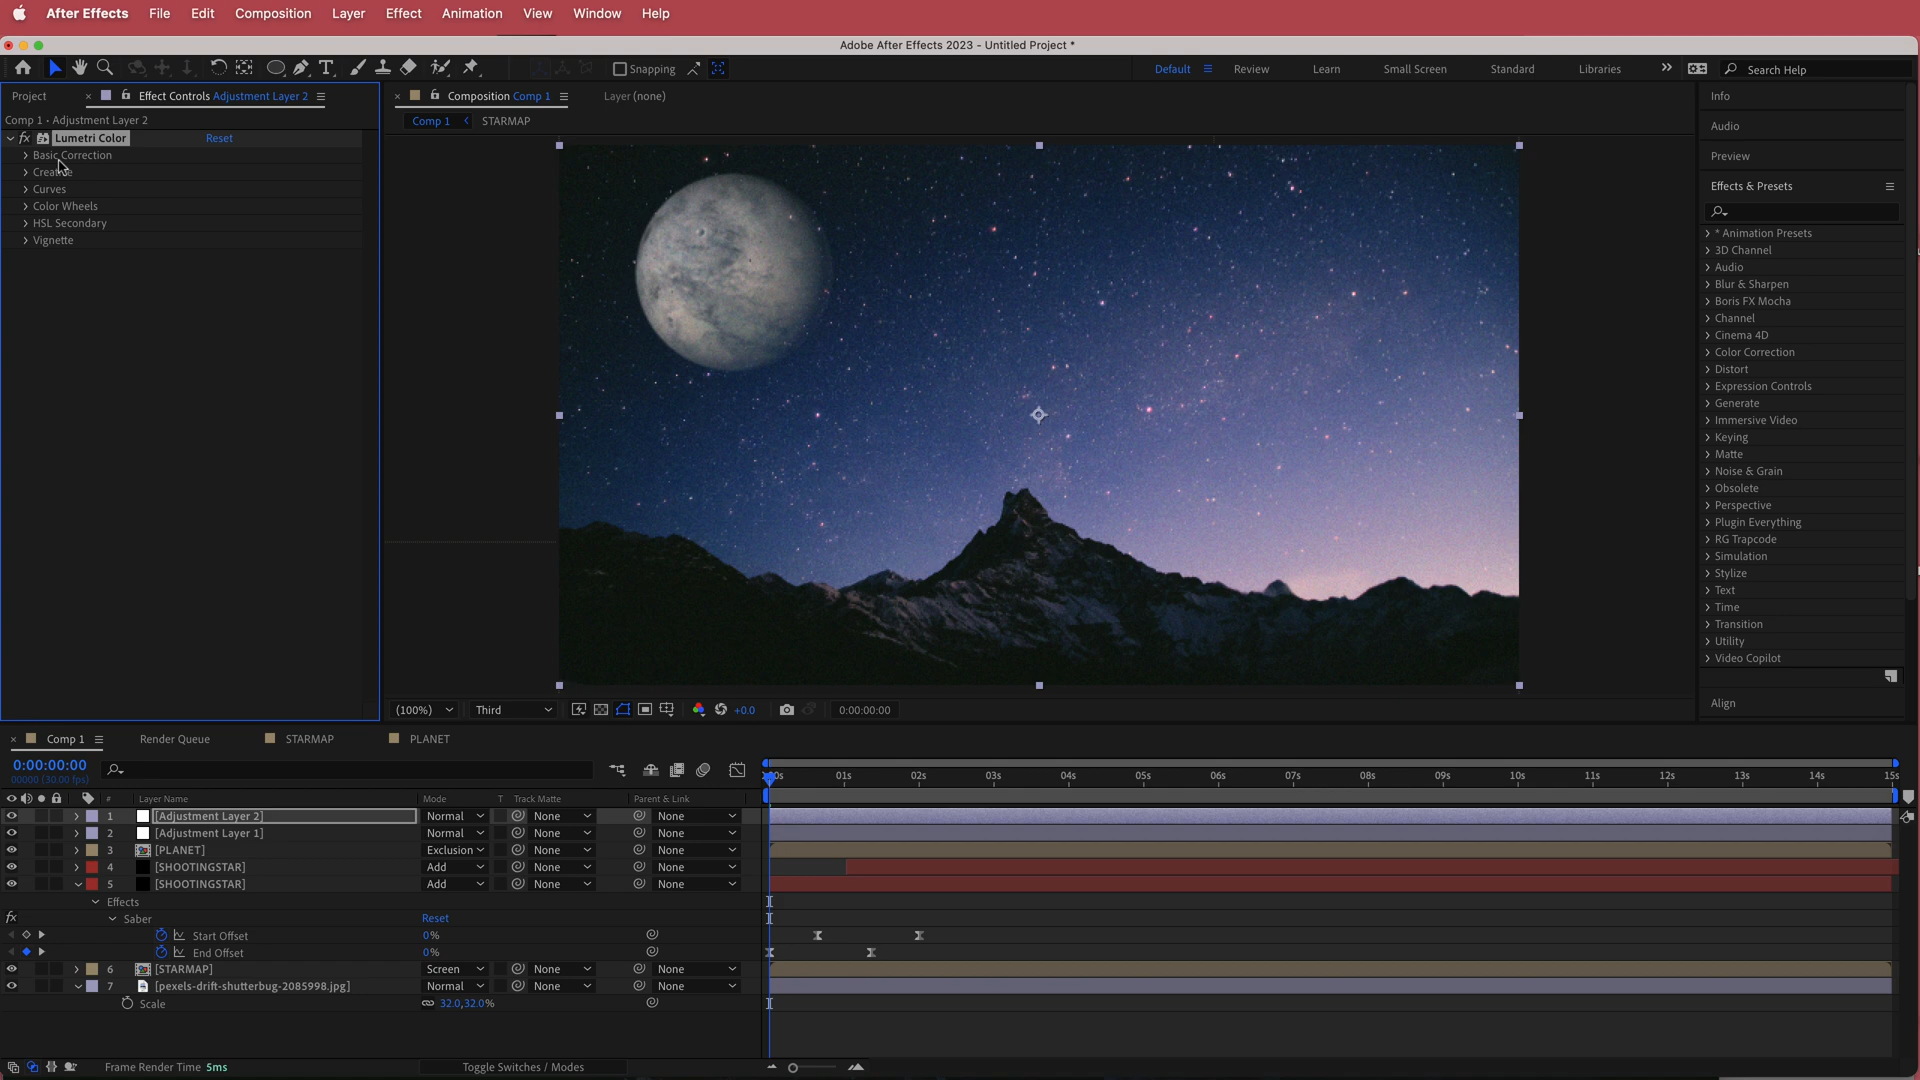 After Effects File Edit Composition Layer Effect Animation View Window Help
Adobe After Effects 2023 - Untitled Project *
T Snapping Default Review Learn Small Screen Standard Libraries Search Help
Project × Effect Controls Adjustment Layer 2
Comp 1 • Adjustment Layer 2
fx Lumetri Color Reset
Basic Correction
Creative
Curves
Color Wheels
HSL Secondary
Vignette
× Composition Comp 1 Layer (none)
Comp 1 STARMAP
(100%) Third +0.0 0:00:00:00
Info
Audio
Preview
Effects & Presets
* Animation Presets
3D Channel
Audio
Blur & Sharpen
Boris FX Mocha
Channel
Cinema 4D
Color Correction
Distort
Expression Controls
Generate
Immersive Video
Keying
Matte
Noise & Grain
Obsolete
Perspective
Plugin Everything
RG Trapcode
Simulation
Stylize
Text
Time
Transition
Utility
Video Copilot
Align
× Comp 1 Render Queue STARMAP PLANET
0:00:00:00
00000 (30.00 fps)
00s 01s 02s 03s 04s 05s 06s 07s 08s 09s 10s 11s 12s 13s 14s 15s
# Layer Name Mode T Track Matte Parent & Link
1 [Adjustment Layer 2] Normal None None
2 [Adjustment Layer 1] Normal None None
3 [PLANET] Exclusion None None
4 [SHOOTINGSTAR] Add None None
5 [SHOOTINGSTAR] Add None None
Effects
fx Saber Reset
Start Offset 0%
End Offset 0%
6 [STARMAP] Screen None None
7 [pexels-drift-shutterbug-2085998.jpg] Normal None None
Scale 32.0,32.0%
Frame Render Time 5ms Toggle Switches / Modes